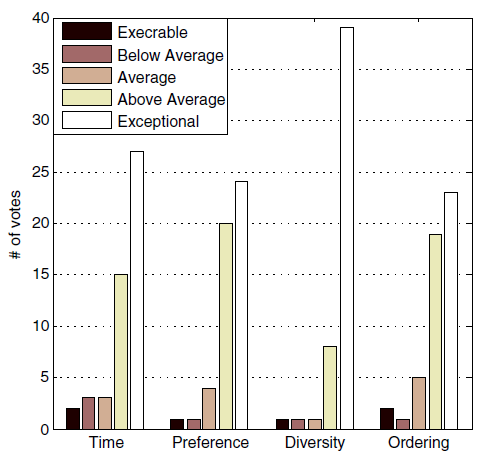 40
35
30
25
20
15
10
5
0
# of votes
Execrable
Below Average
Average
Above Average
Exceptional
Time Preference Diversity Ordering